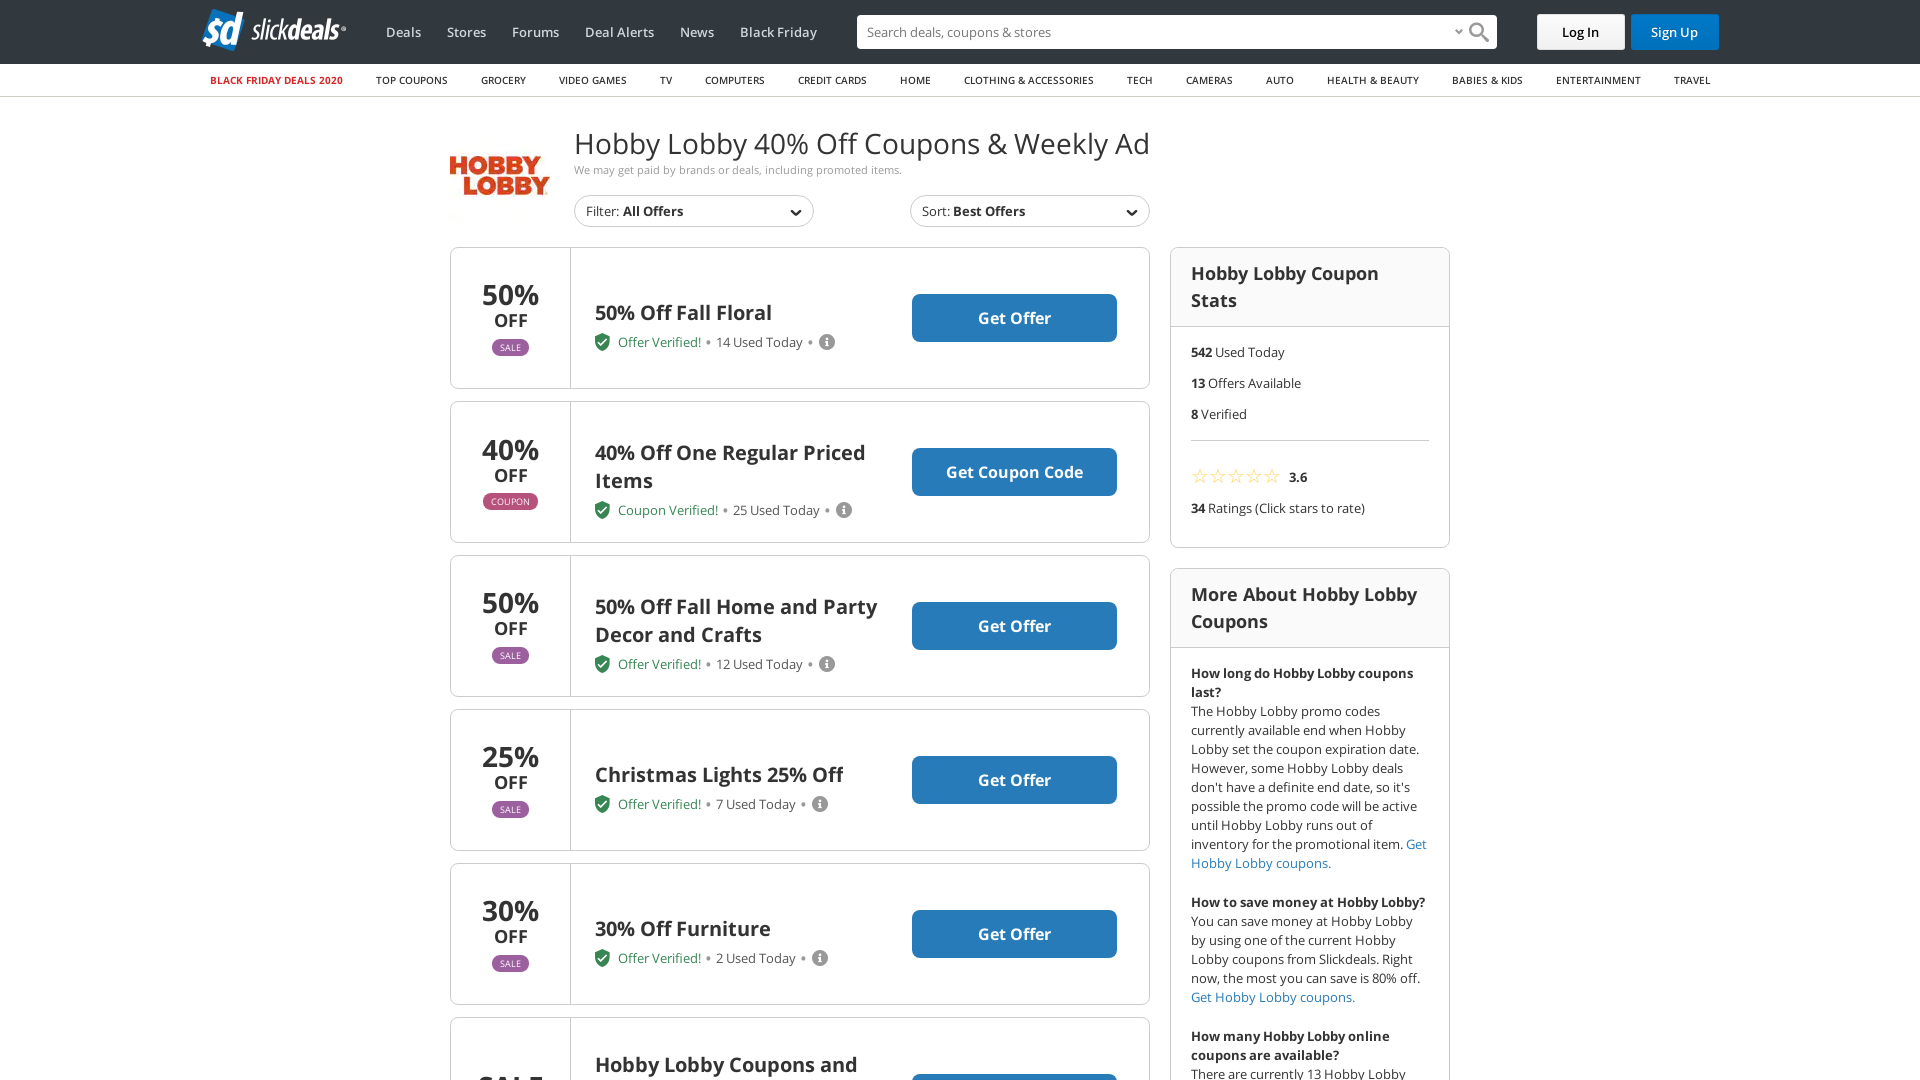 sd slickdeals
Deals
Stores
Forums
Deal Alerts
News
Black Friday
Search deals, coupons & stores
Log In
Sign Up
BLACK FRIDAY DEALS 2020
TOP COUPONS
GROCERY
VIDEO GAMES
TV
COMPUTERS
CREDIT CARDS
HOME
CLOTHING & ACCESSORIES
TECH
CAMERAS
AUTO
HEALTH & BEAUTY
BABIES & KIDS
ENTERTAINMENT
TRAVEL
HOBBY
LOBBY
Hobby Lobby 40% Off Coupons & Weekly Ad
We may get paid by brands or deals, including promoted items.
Filter: All Offers
Sort: Best Offers
50%
OFF
SALE
50% Off Fall Floral
Offer Verified! • 14 Used Today •
Get Offer
40%
OFF
COUPON
40% Off One Regular Priced
Items
Coupon Verified! • 25 Used Today •
Get Coupon Code
50%
OFF
SALE
50% Off Fall Home and Party
Decor and Crafts
Offer Verified! • 12 Used Today •
Get Offer
25%
OFF
SALE
Christmas Lights 25% Off
Offer Verified! • 7 Used Today •
Get Offer
30%
OFF
SALE
30% Off Furniture
Offer Verified! • 2 Used Today •
Get Offer
SALE
Hobby Lobby Coupons and
Hobby Lobby Coupon
Stats
542 Used Today
13 Offers Available
8 Verified
3.6
34 Ratings (Click stars to rate)
More About Hobby Lobby
Coupons
How long do Hobby Lobby coupons
last?
The Hobby Lobby promo codes
currently available end when Hobby
Lobby set the coupon expiration date.
However, some Hobby Lobby deals
don't have a definite end date, so it's
possible the promo code will be active
until Hobby Lobby runs out of
inventory for the promotional item. Get
Hobby Lobby coupons.
How to save money at Hobby Lobby?
You can save money at Hobby Lobby
by using one of the current Hobby
Lobby coupons from Slickdeals. Right
now, the most you can save is 80% off.
Get Hobby Lobby coupons.
How many Hobby Lobby online
coupons are available?
There are currently 13 Hobby Lobby